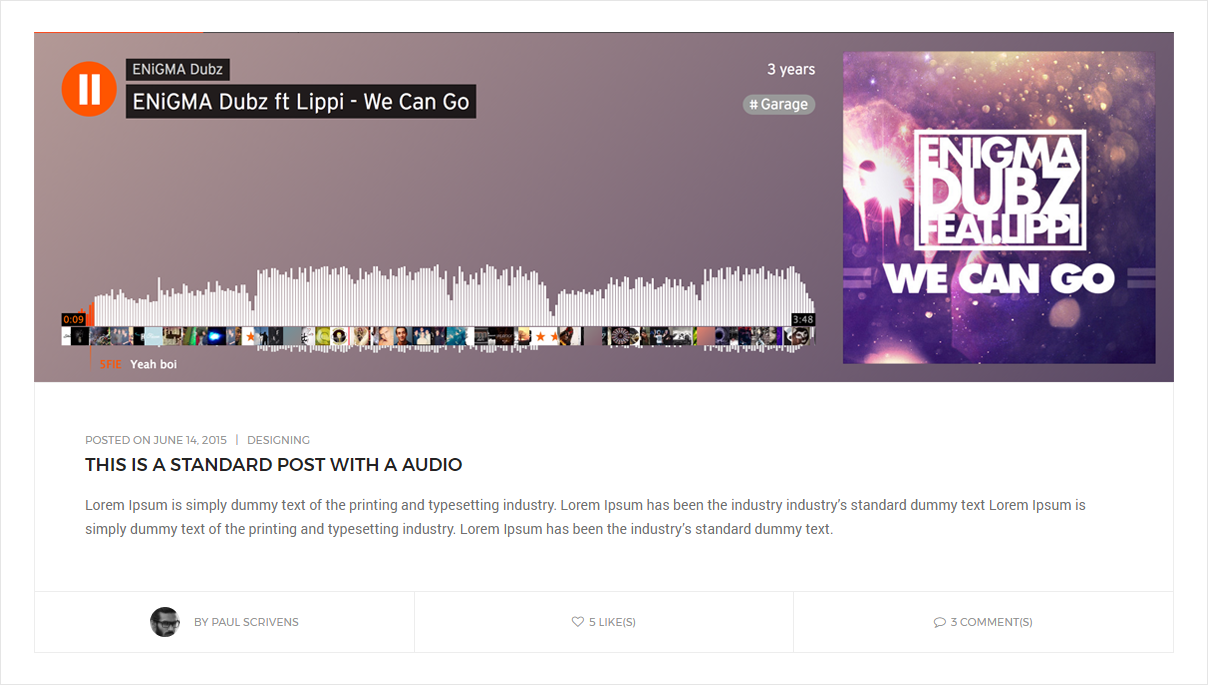 ENiGMA Dubz
ENiGMA Dubz ft Lippi - We Can Go
3 years
# Garage
ENIGMA
DUBZ
FEAT.LIPPI
WE CAN GO
0:09
3:48
SFIE Yeah boi
POSTED ON JUNE 14, 2015 | DESIGNING
THIS IS A STANDARD POST WITH A AUDIO
Lorem Ipsum is simply dummy text of the printing and typesetting industry. Lorem Ipsum has been the industry industry’s standard dummy text Lorem Ipsum is
simply dummy text of the printing and typesetting industry. Lorem Ipsum has been the industry’s standard dummy text.
BY PAUL SCRIVENS
5 LIKE(S)
3 COMMENT(S)